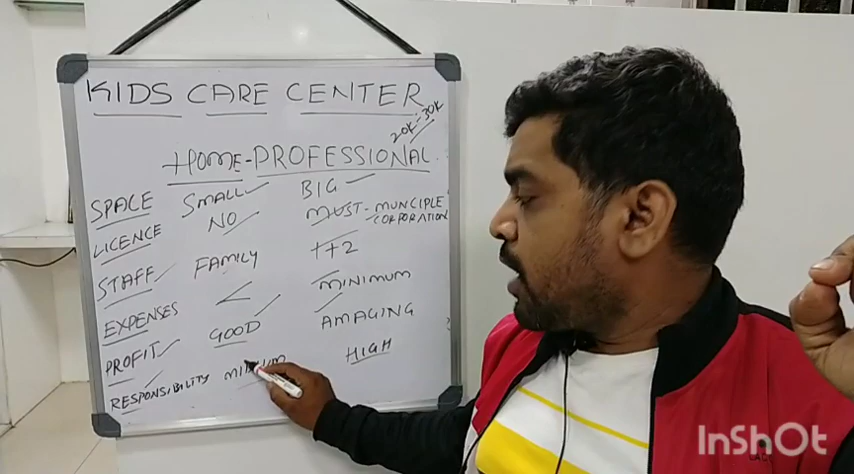 KIDS CARE CENTER
20K-30K
HOME-PROFESSIONAL
SPACE SMALL BIG
LICENCE NO MUST-MUNCIPLE CORPORATION
STAFF FAMILY 1+2
EXPENSES < MINIMUM
PROFIT GOOD AMAGING
RESPONSIBILITY HIGH
InShot